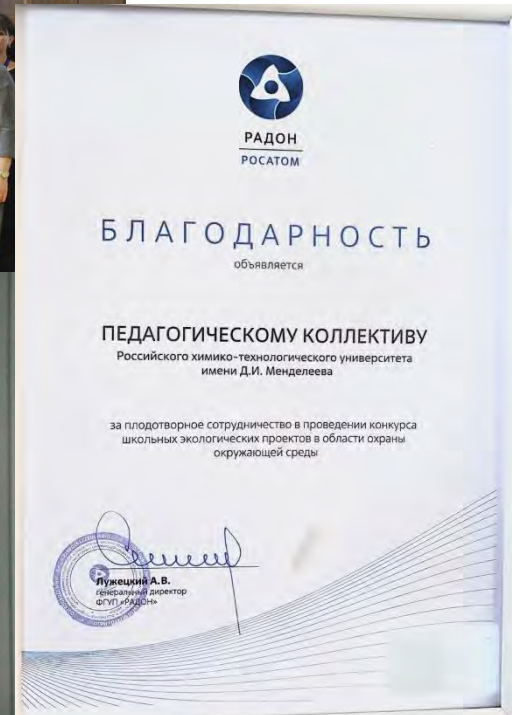 РАДОН
РОСАТОМ
БЛАГОДАРНОСТЬ
объявляется
ПЕДАГОГИЧЕСКОМУ КОЛЛЕКТИВУ
Российского химико-технологического университета
имени Д.И. Менделеева
за плодотворное сотрудничество в проведении конкурса
школьных экологических проектов в области охраны
окружающей среды
Лужецкий А.В.
генеральный директор
ФГУП «РАДОН»